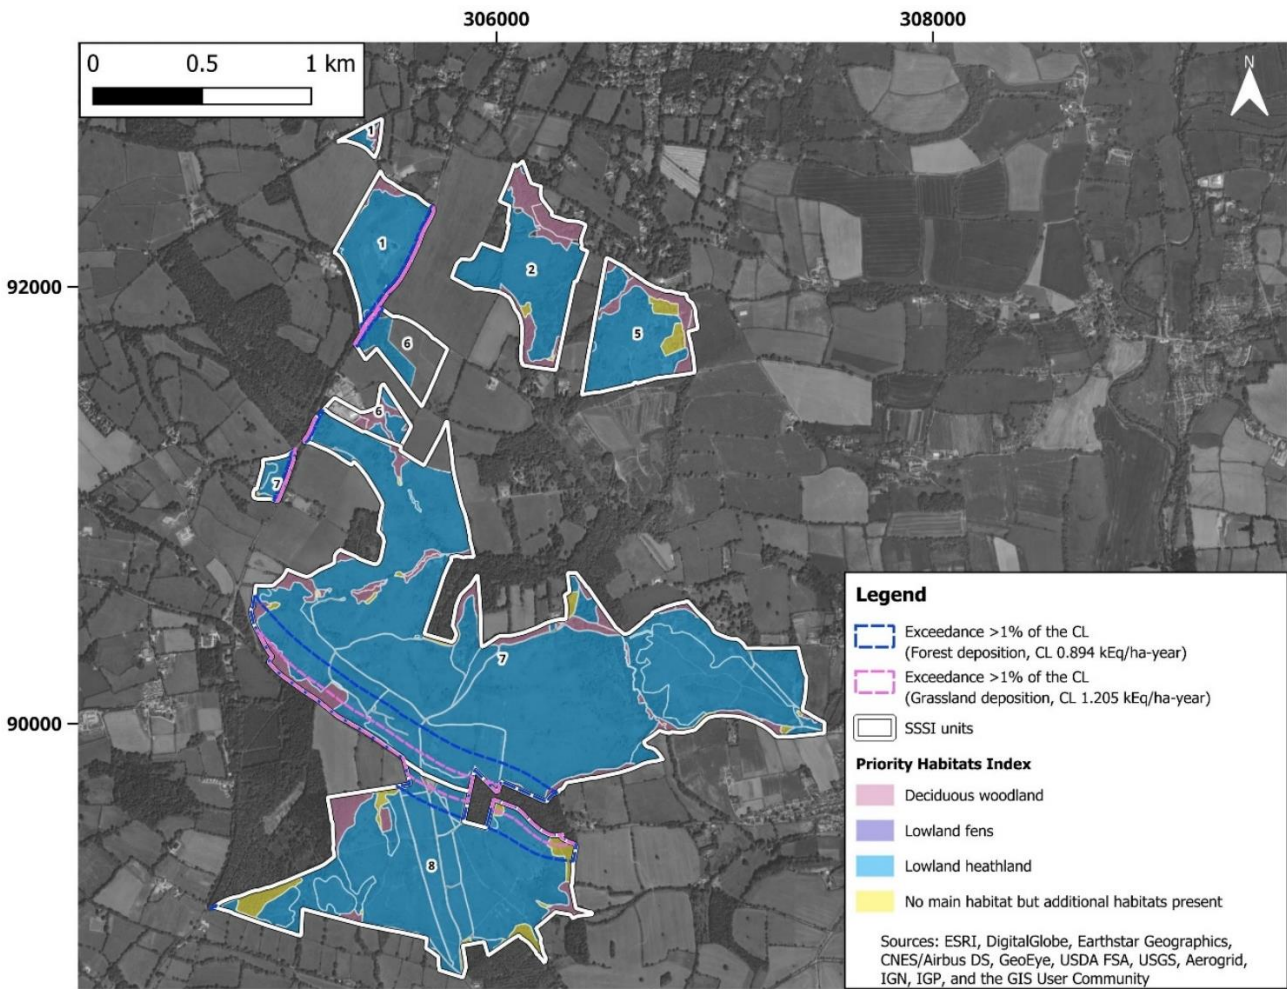 306000
308000
0 0.5 1 km
N
1
1
2
92000
5
6
6
7
7
90000
8
Legend
Exceedance >1% of the CL
(Forest deposition, CL 0.894 kEq/ha-year)
Exceedance >1% of the CL
(Grassland deposition, CL 1.205 kEq/ha-year)
SSSI units
Priority Habitats Index
Deciduous woodland
Lowland fens
Lowland heathland
No main habitat but additional habitats present
Sources: ESRI, DigitalGlobe, Earthstar Geographics,
CNES/Airbus DS, GeoEye, USDA FSA, USGS, Aerogrid,
IGN, IGP, and the GIS User Community